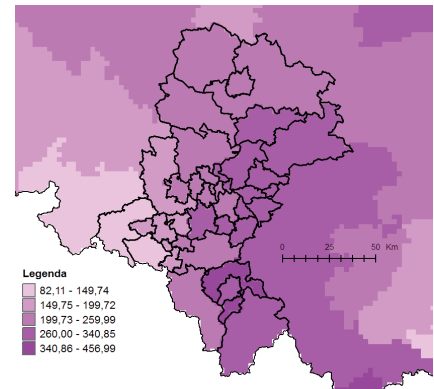 0 25 50 Km
Legenda
82,11 - 149,74
149,75 - 199,72
199,73 - 259,99
260,00 - 340,85
340,86 - 456,99